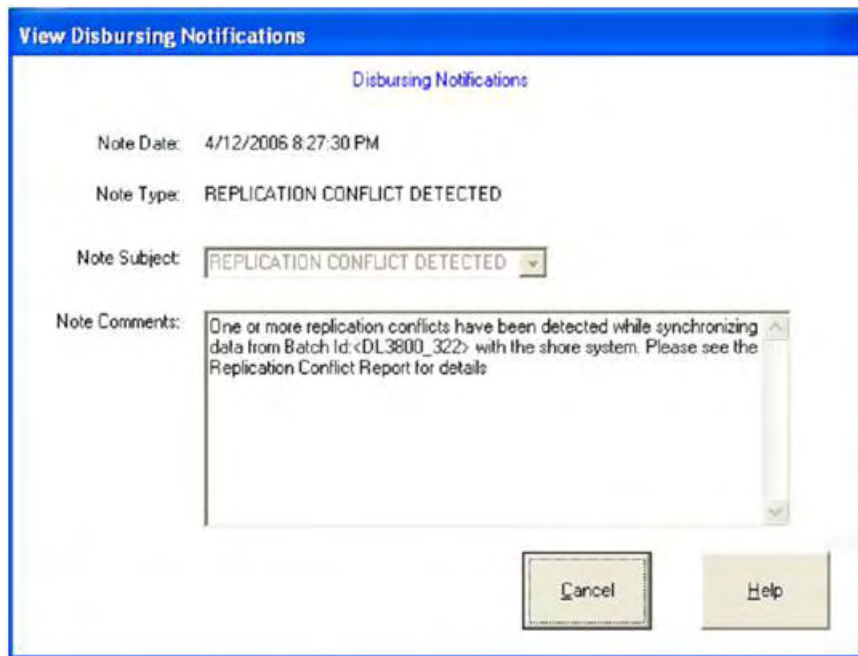 View Disbursing Notifications
Disbursing Notifications
Note Date: 4/12/2006 8:27:30 PM
Note Type: REPLICATION CONFLICT DETECTED
Note Subject: REPLICATION CONFLICT DETECTED
Note Comments:
One or more replication conflicts have been detected while synchronizing
data from Batch Id:<DL3800_322> with the shore system. Please see the
Replication Conflict Report for details
Cancel Help